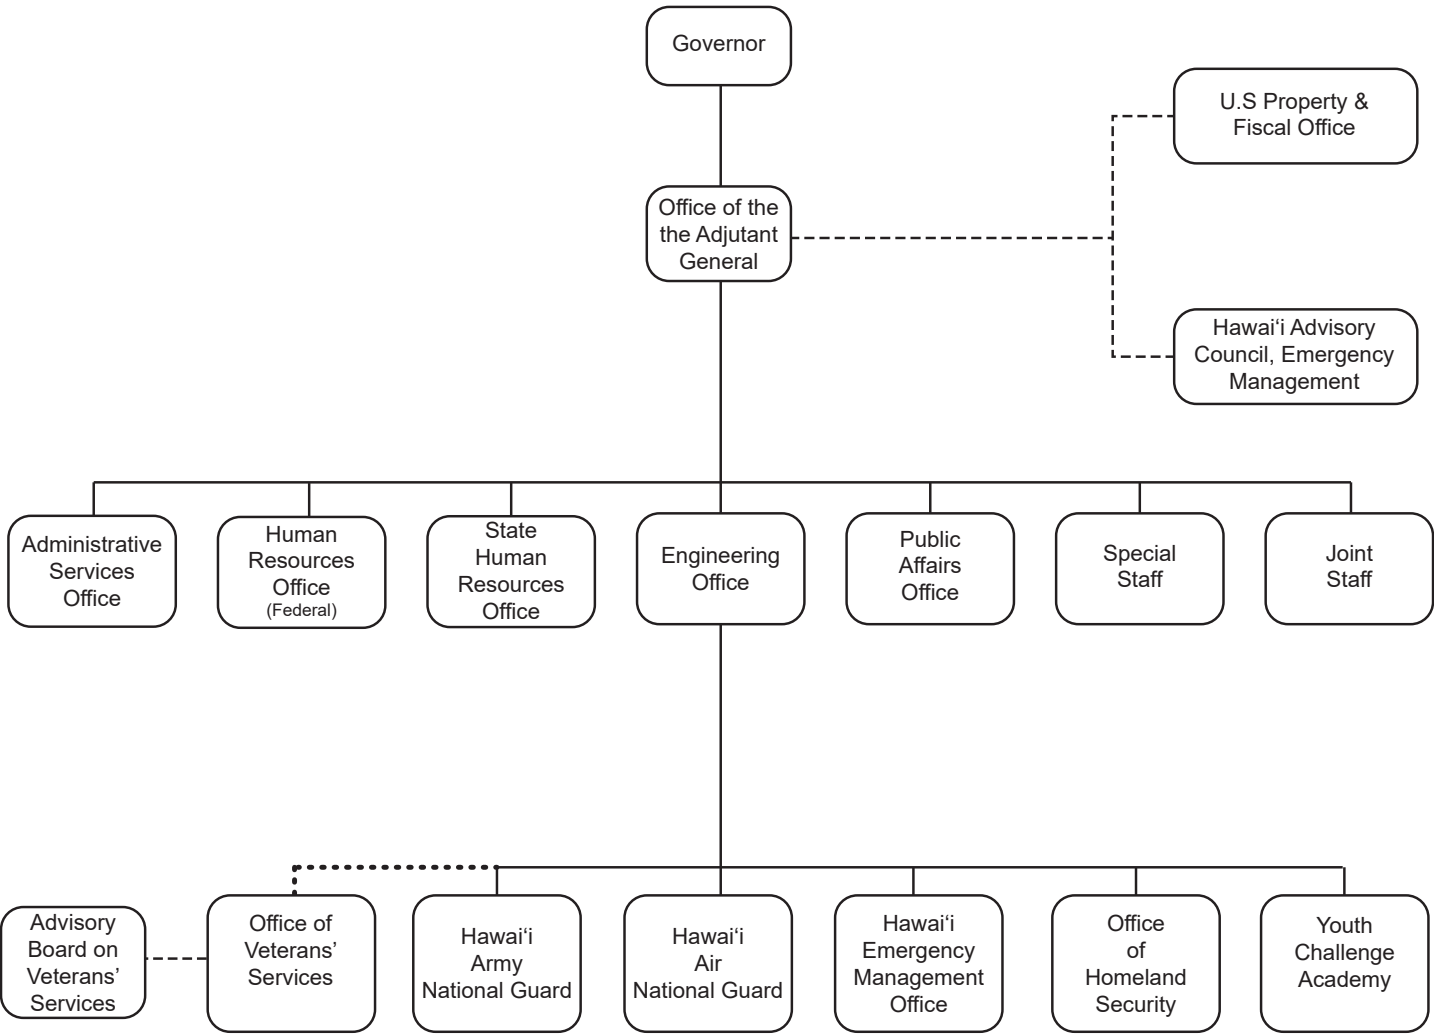 Governor
U.S Property &
Fiscal Office
Office of the
the Adjutant
General
Hawai‘i Advisory
Council, Emergency
Management
Administrative
Services
Office
Human
Resources
Office
(Federal)
State
Human
Resources
Office
Engineering
Office
Public
Affairs
Office
Special
Staff
Joint
Staff
Advisory
Board on
Veterans’
Services
Office of
Veterans’
Services
Hawai‘i
Army
National Guard
Hawai‘i
Air
National Guard
Hawai‘i
Emergency
Management
Office
Office
of
Homeland
Security
Youth
Challenge
Academy